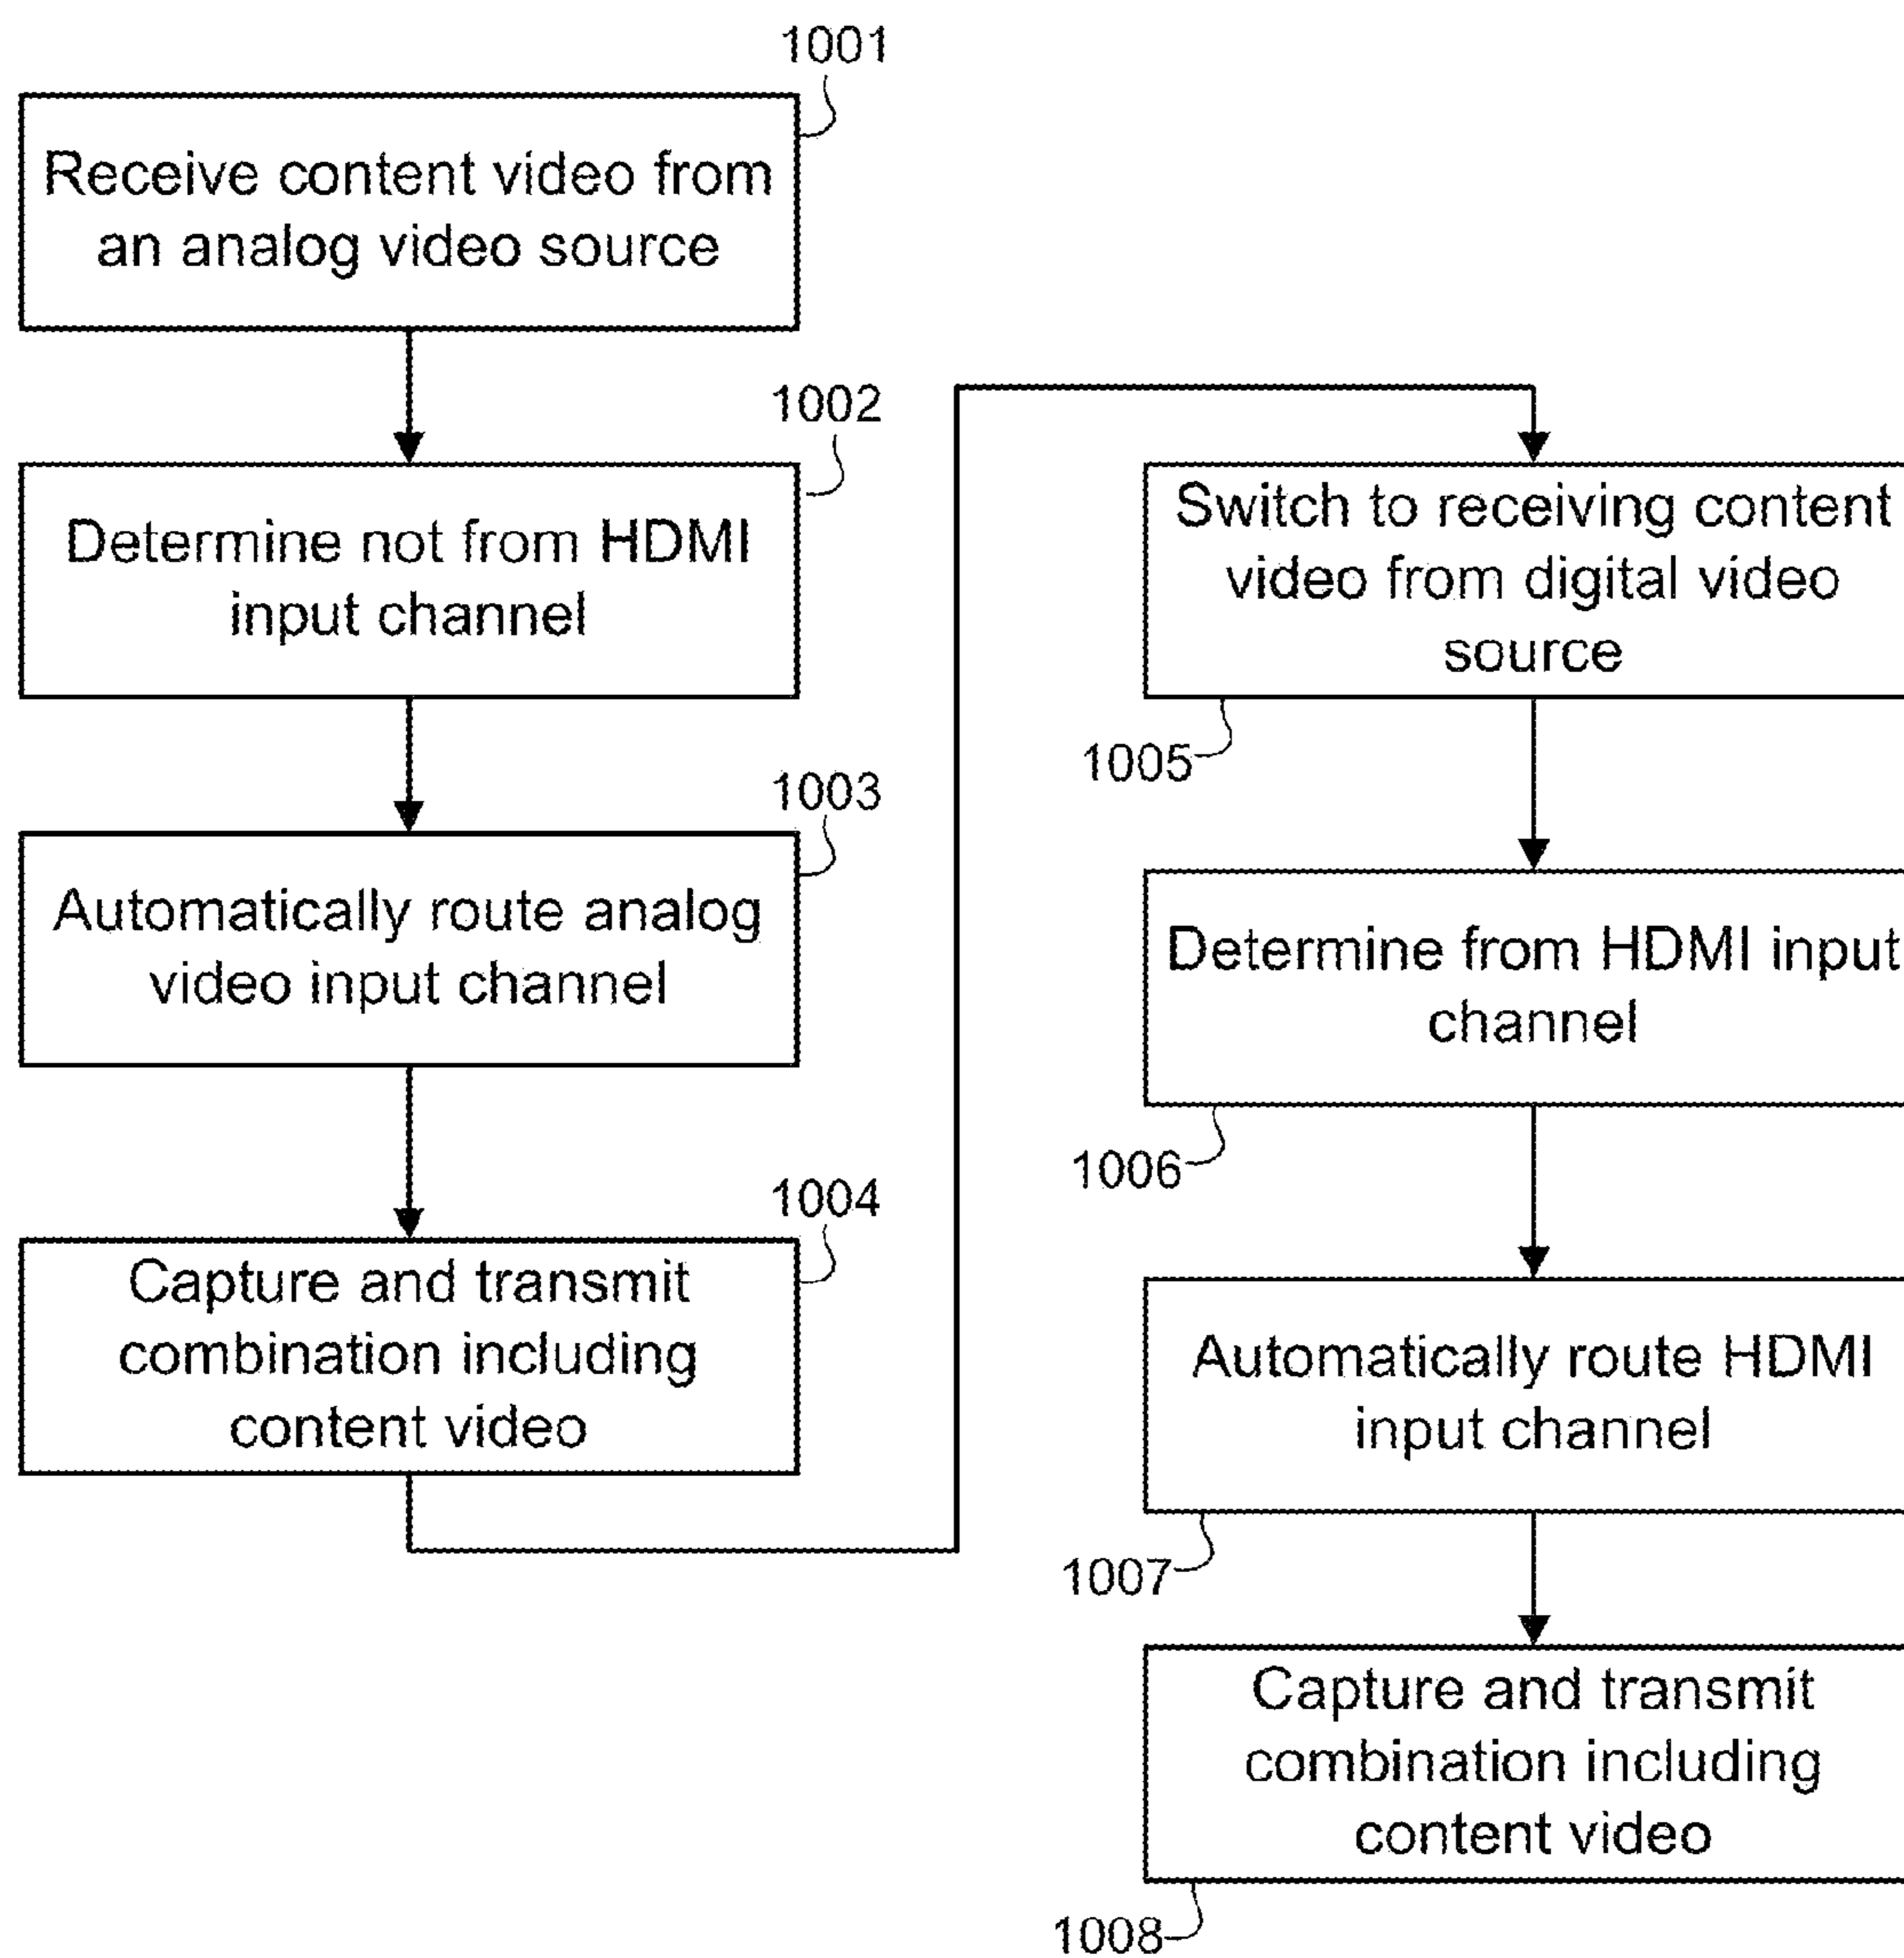 1001
Receive content video from
an analog video source
1002
Determine not from HDMI
input channel
1003
Automatically route analog
video input channel
1004
Capture and transmit
combination including
content video
Switch to receiving content
video from digital video
source
1005
Determine from HDMI input
channel
1006
Automatically route HDMI
input channel
1007
Capture and transmit
combination including
content video
1008